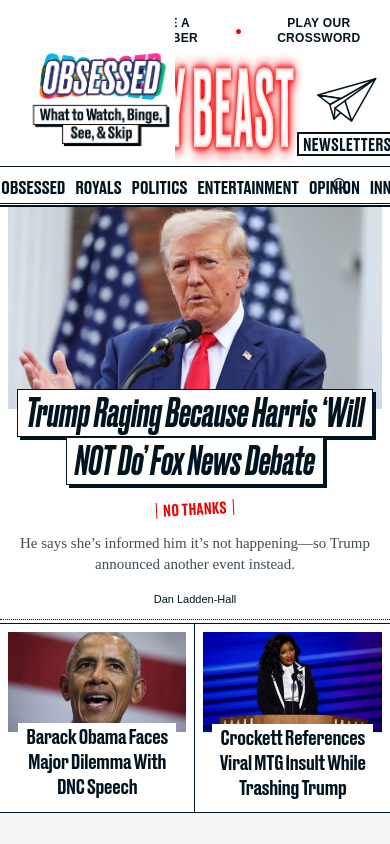 E A
BER
PLAY OUR
CROSSWORD
OBSESSED
What to Watch, Binge,
See, & Skip
Y BEAST
NEWSLETTERS
OBSESSED ROYALS POLITICS ENTERTAINMENT OPINION INN
Trump Raging Because Harris ‘Will
NOT Do’ Fox News Debate
NO THANKS
He says she’s informed him it’s not happening—so Trump
announced another event instead.
Dan Ladden-Hall
Barack Obama Faces
Major Dilemma With
DNC Speech
Crockett References
Viral MTG Insult While
Trashing Trump